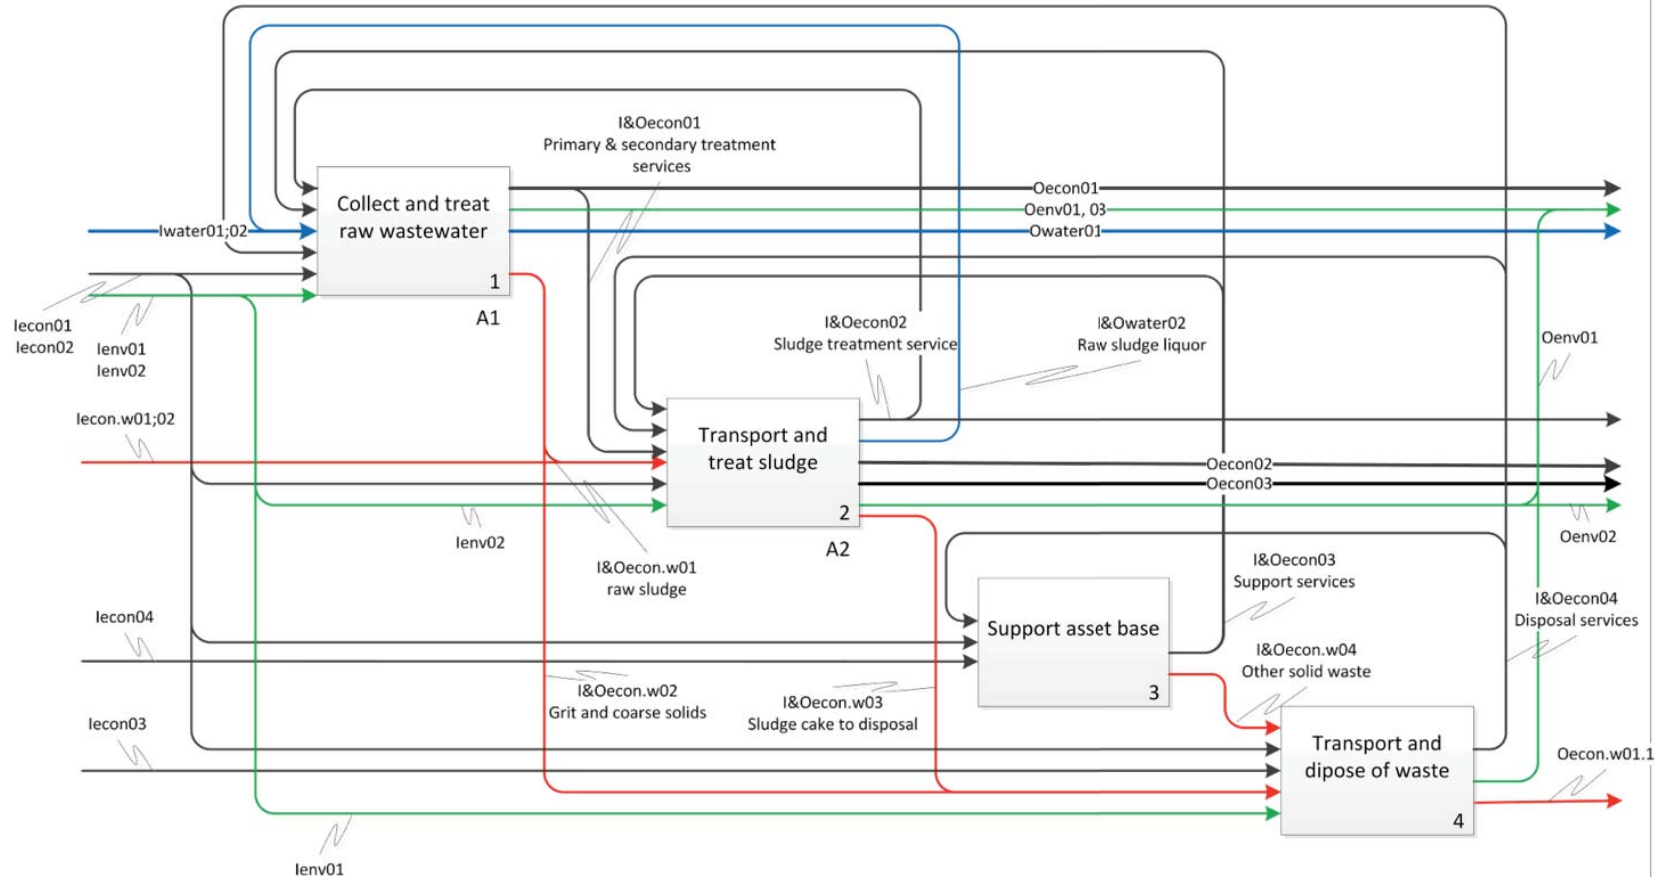 I&Oecon01
Primary & secondary treatment
services
Collect and treat
raw wastewater
1
A1
Oecon01
Oenv01, 03
Owater01
Iwater01;02
Iecon01
Iecon02
Ienv01
Ienv02
I&Oecon02
Sludge treatment service
I&Owater02
Raw sludge liquor
Oenv01
Iecon.w01;02
Transport and
treat sludge
2
A2
Oecon02
Oecon03
Ienv02
Oenv02
I&Oecon.w01
raw sludge
I&Oecon03
Support services
I&Oecon04
Disposal services
Iecon04
Support asset base
3
I&Oecon.w04
Other solid waste
I&Oecon.w02
Grit and coarse solids
I&Oecon.w03
Sludge cake to disposal
Iecon03
Transport and
dipose of waste
4
Oecon.w01.1
Ienv01